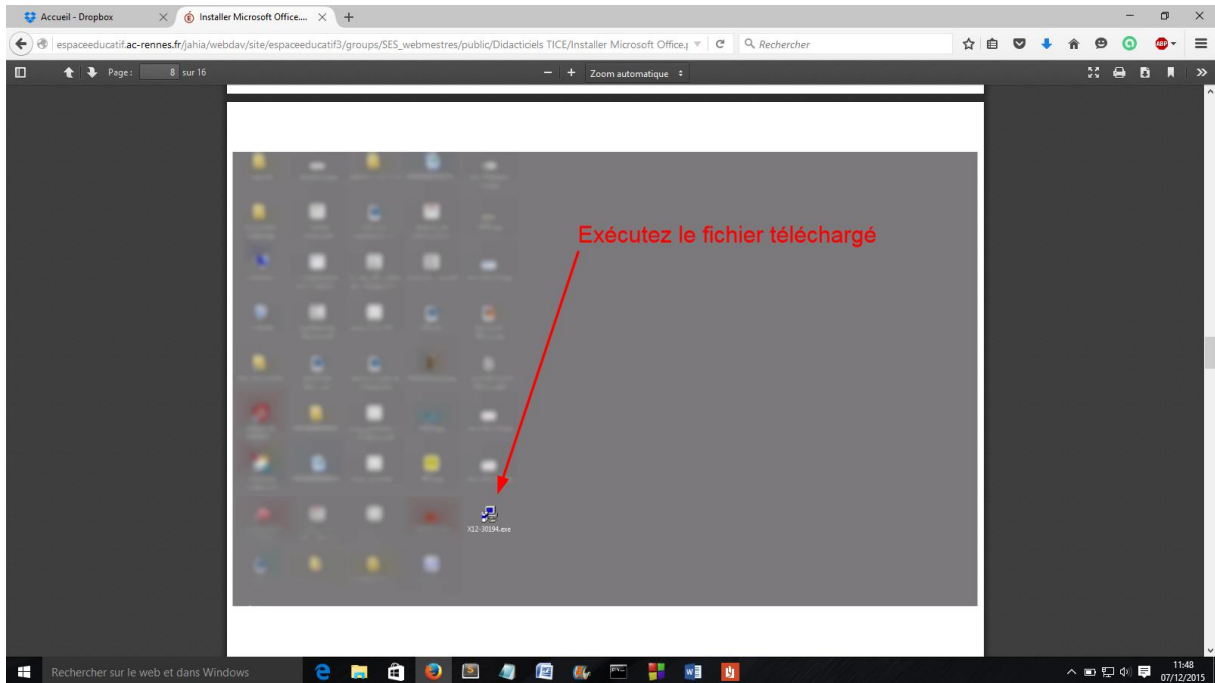 Accueil - Dropbox
Installer Microsoft Office....
espaceeducatif.ac-rennes.fr/jahia/webdav/site/espaceeducatif3/groups/SES_webmestres/public/Didacticiels TICE/Installer Microsoft Office.p
Rechercher
ABP
Page : 8 sur 16
Zoom automatique
Exécutez le fichier téléchargé
X12-30194.exe
Rechercher sur le web et dans Windows
11:48
07/12/2015